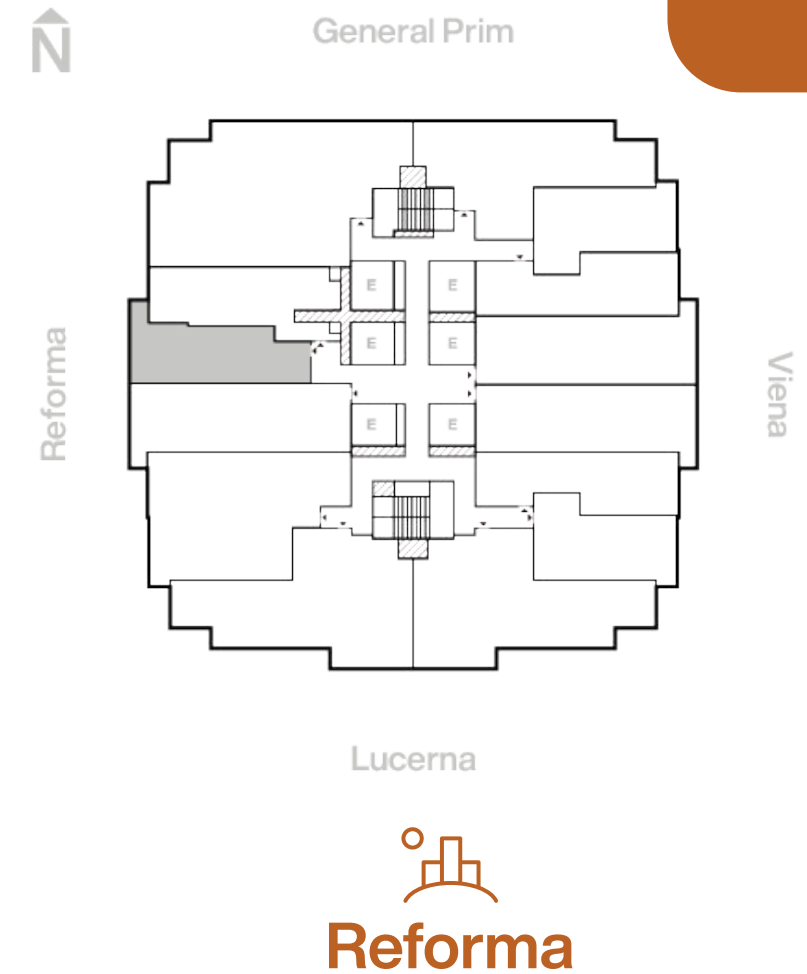 N
General Prim
E E
Reforma
E E
Viena
E E
Lucerna
Reforma